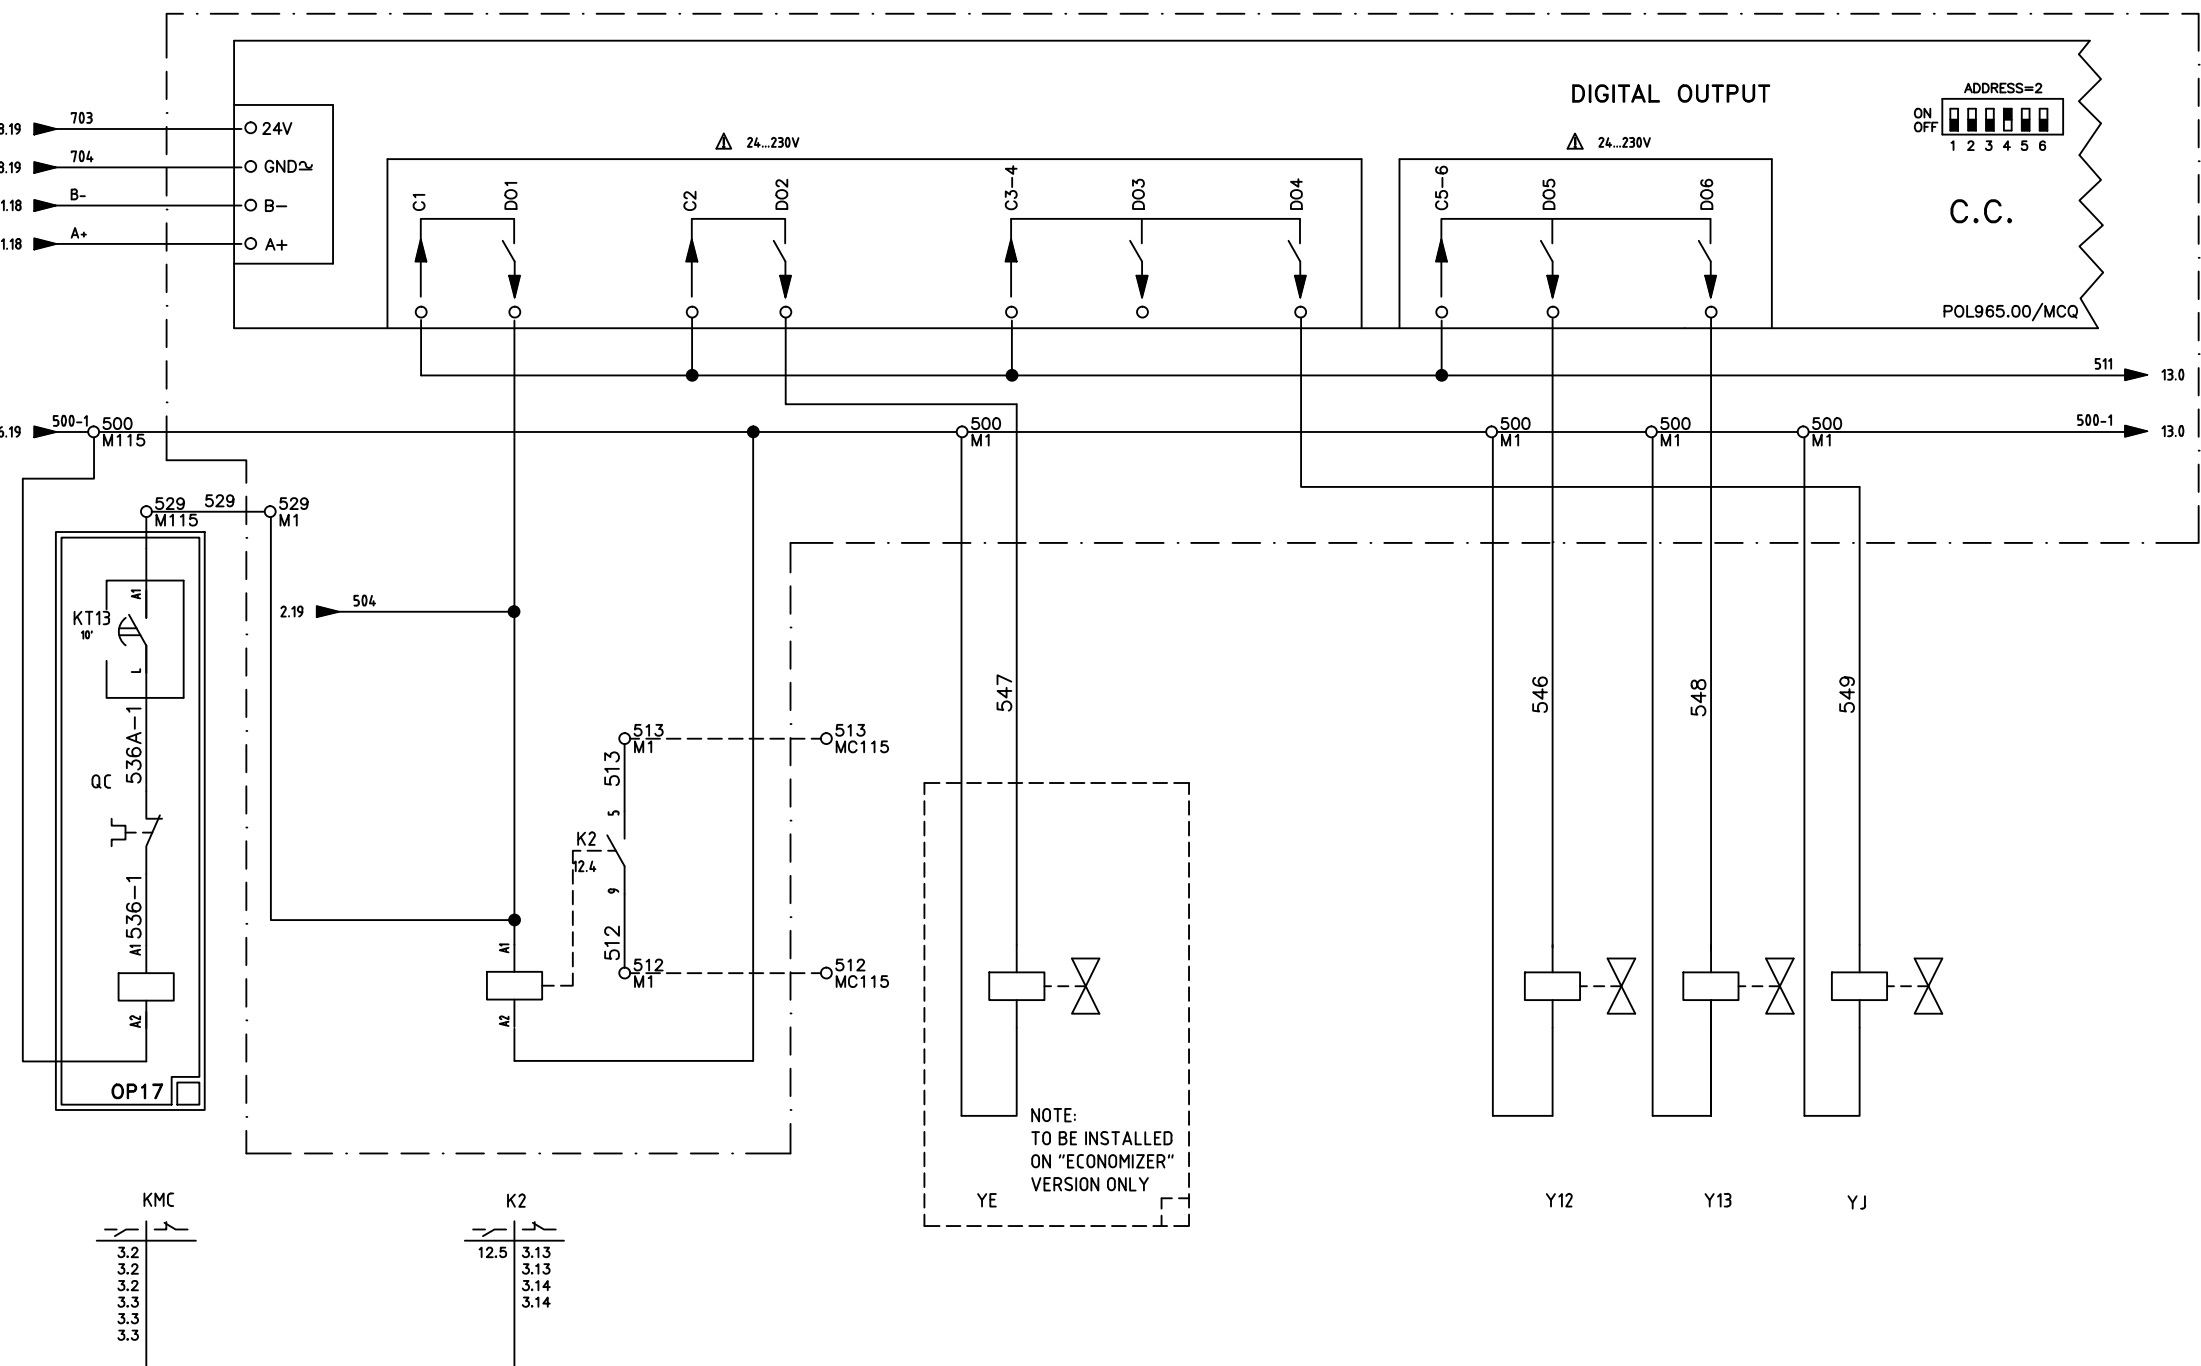 DIGITAL OUTPUT
ADDRESS=2
ON
OFF
1 2 3 4 5 6
C.C.
POL965.00/MCQ
703
24V
704
GND
1.18
B-
B-
1.18
A+
A+
24...230V
24...230V
C1
DO1
C2
DO2
C3-4
DO3
DO4
C5-6
DO5
DO6
511
13.0
500-1
500
M115
500
M1
500
M1
500
M1
500
M1
500-1
13.0
529
M115
529
529
M1
A1
KT13
10'
L
2.19
504
536A-1
QC
536-1
A1
A2
OP17
513
M1
513
MC115
513
5
K2
12.4
9
512
512
M1
512
MC115
A1
A2
547
546
548
549
NOTE:
TO BE INSTALLED
ON "ECONOMIZER"
VERSION ONLY
KMC
K2
YE
Y12
Y13
YJ
3.2
3.2
3.2
3.3
3.3
3.3
12.5
3.13
3.13
3.14
3.14